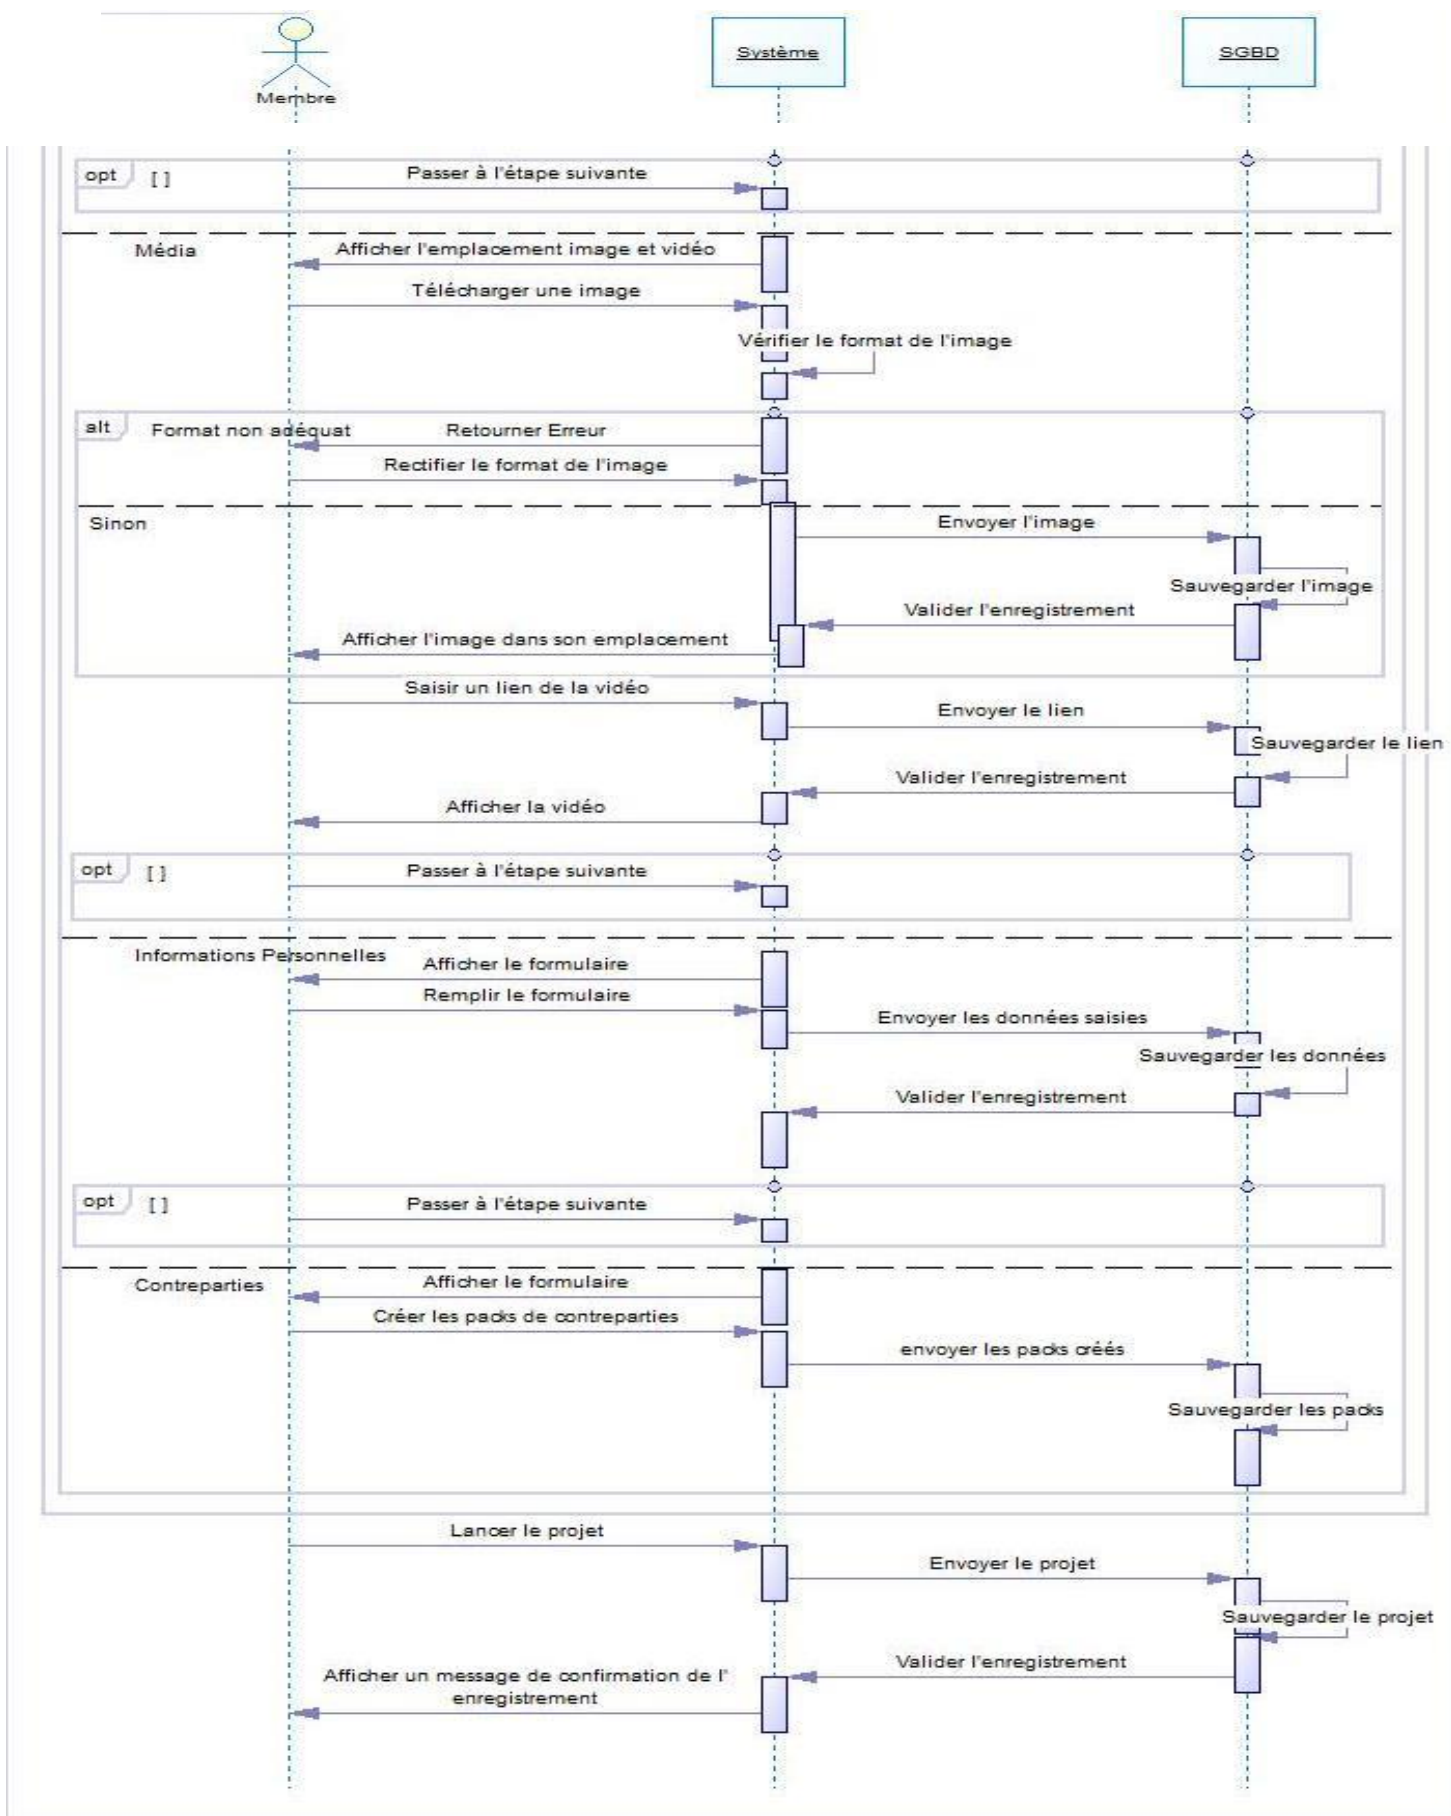 Membre
Système
SGBD
opt
[ ]
Passer à l'étape suivante
Média
Afficher l'emplacement image et vidéo
Télécharger une image
Vérifier le format de l'image
alt
Format non adéquat
Retourner Erreur
Rectifier le format de l'image
Sinon
Envoyer l'image
Sauvegarder l'image
Valider l'enregistrement
Afficher l'image dans son emplacement
Saisir un lien de la vidéo
Envoyer le lien
Sauvegarder le lien
Valider l'enregistrement
Afficher la vidéo
opt
[ ]
Passer à l'étape suivante
Informations Personnelles
Afficher le formulaire
Remplir le formulaire
Envoyer les données saisies
Sauvegarder les données
Valider l'enregistrement
opt
[ ]
Passer à l'étape suivante
Contreparties
Afficher le formulaire
Créer les packs de contreparties
envoyer les packs créés
Sauvegarder les packs
Lancer le projet
Envoyer le projet
Sauvegarder le projet
Valider l'enregistrement
Afficher un message de confirmation de l'
enregistrement